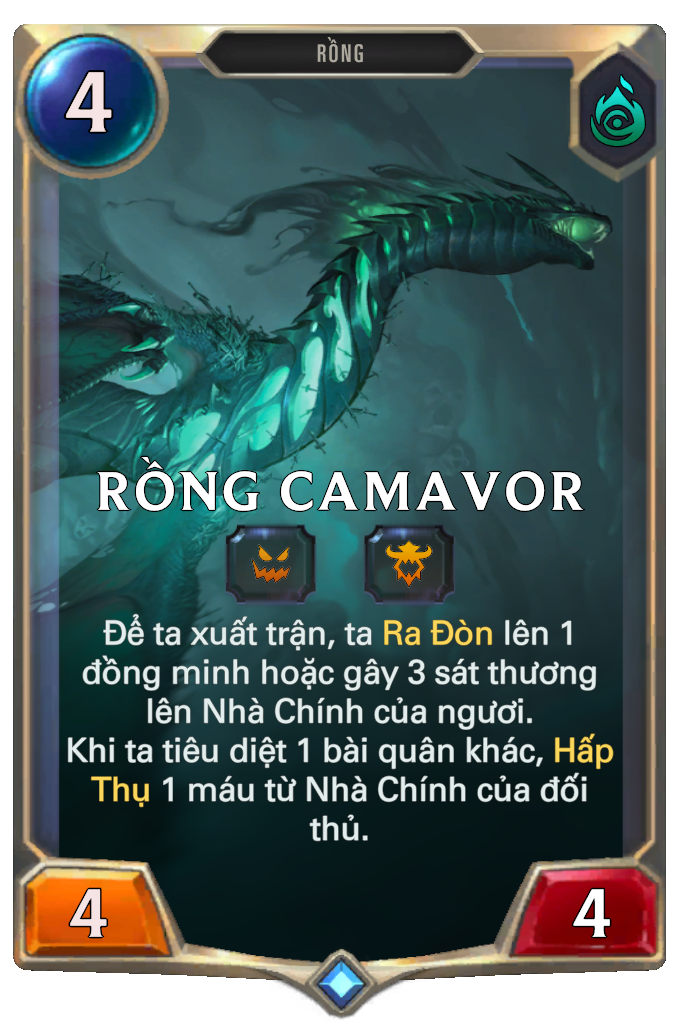 4
RỒNG
RỒNG CAMAVOR
Để ta xuất trận, ta Ra Đòn lên 1
đồng minh hoặc gây 3 sát thương
lên Nhà Chính của ngươi.
Khi ta tiêu diệt 1 bài quân khác, Hấp
Thụ 1 máu từ Nhà Chính của đối
thủ.
4
4